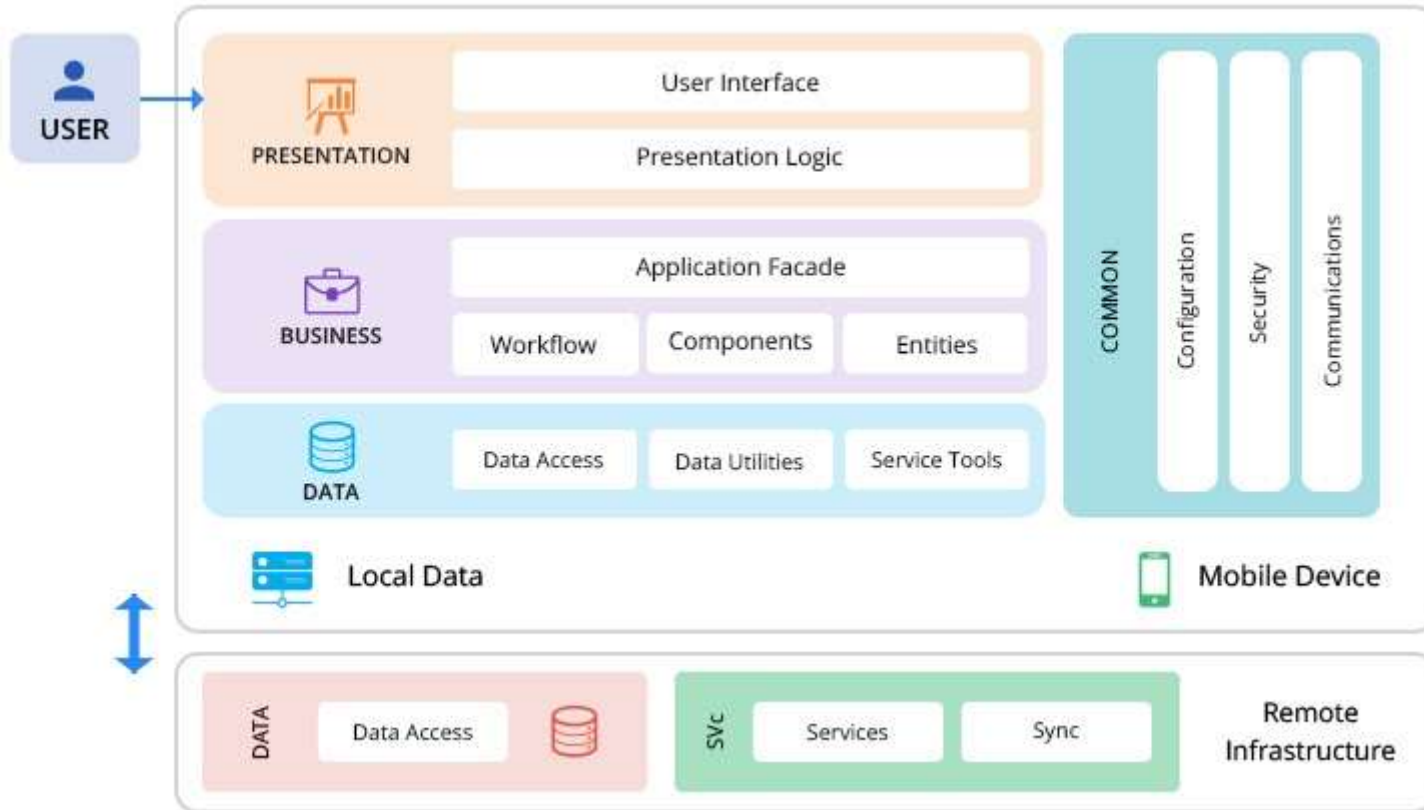 USER
PRESENTATION
User Interface
Presentation Logic
BUSINESS
Application Facade
Workflow
Components
Entities
DATA
Data Access
Data Utilities
Service Tools
COMMON
Configuration
Security
Communications
Local Data
Mobile Device
DATA
Data Access
SVc
Services
Sync
Remote
Infrastructure